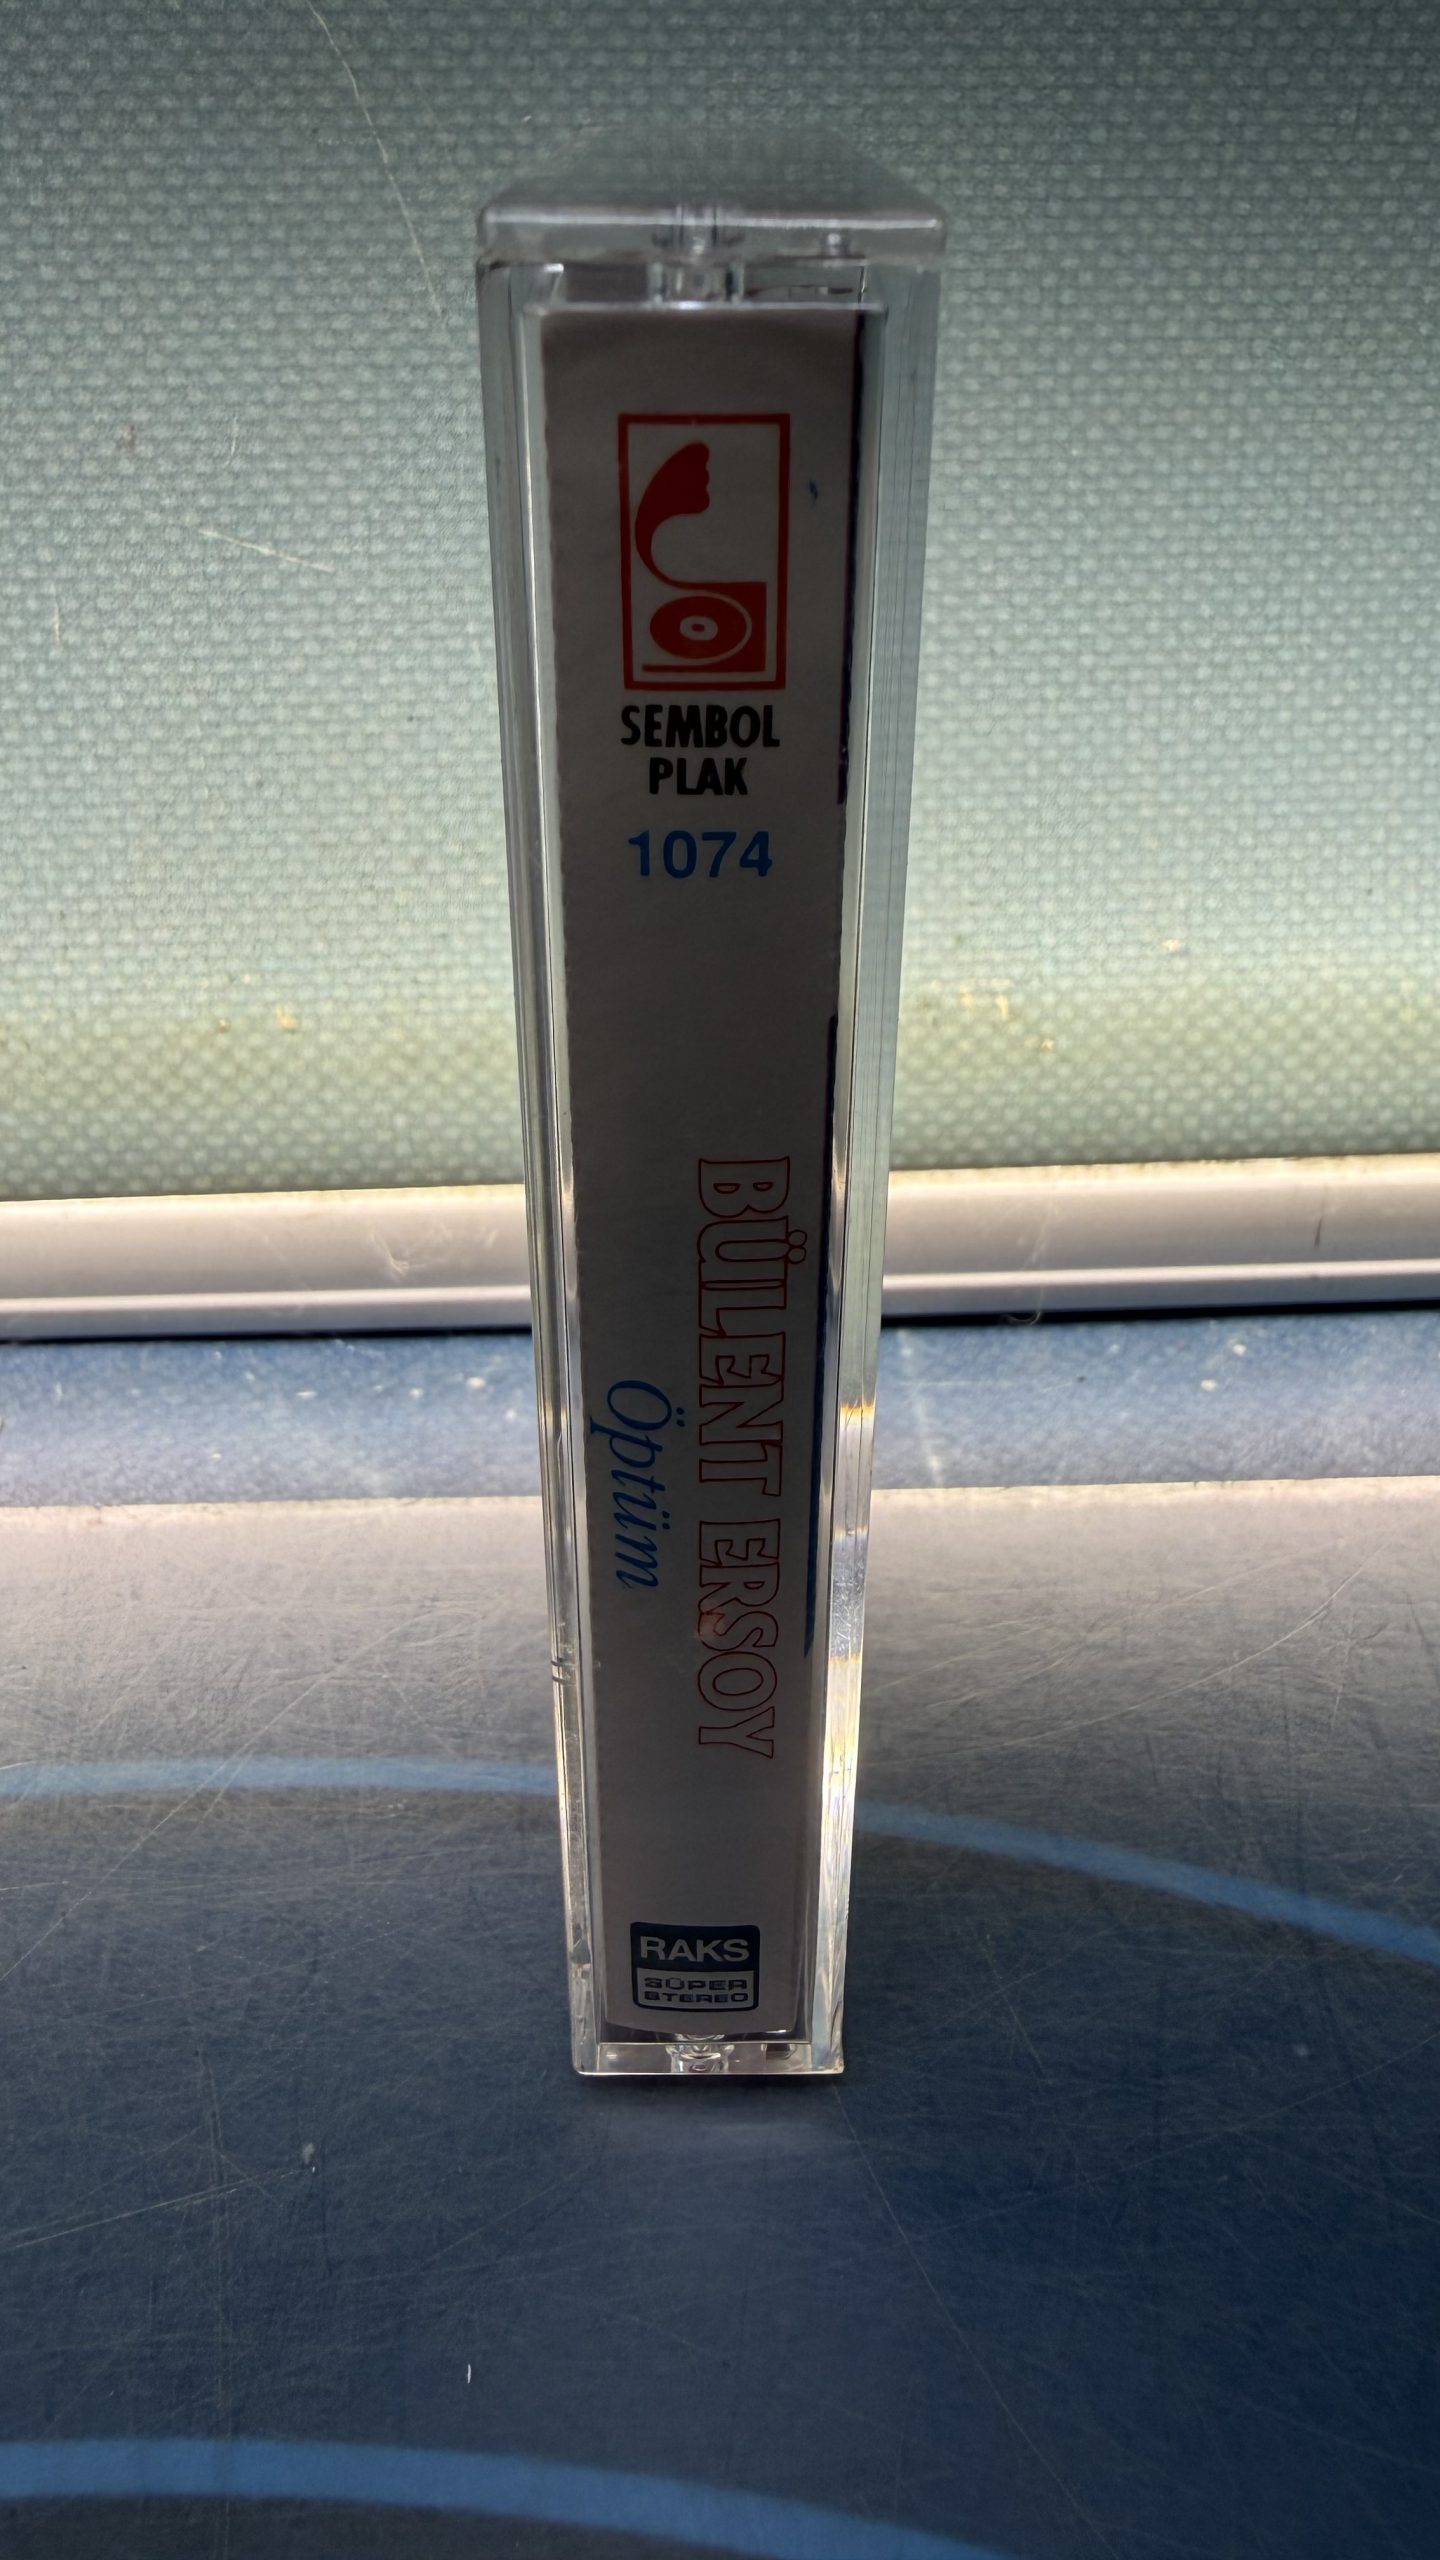 SEMBOL
PLAK
1074
BÜLENT ERSOY
Öptüm
RAKS
SÜPER
STEREO